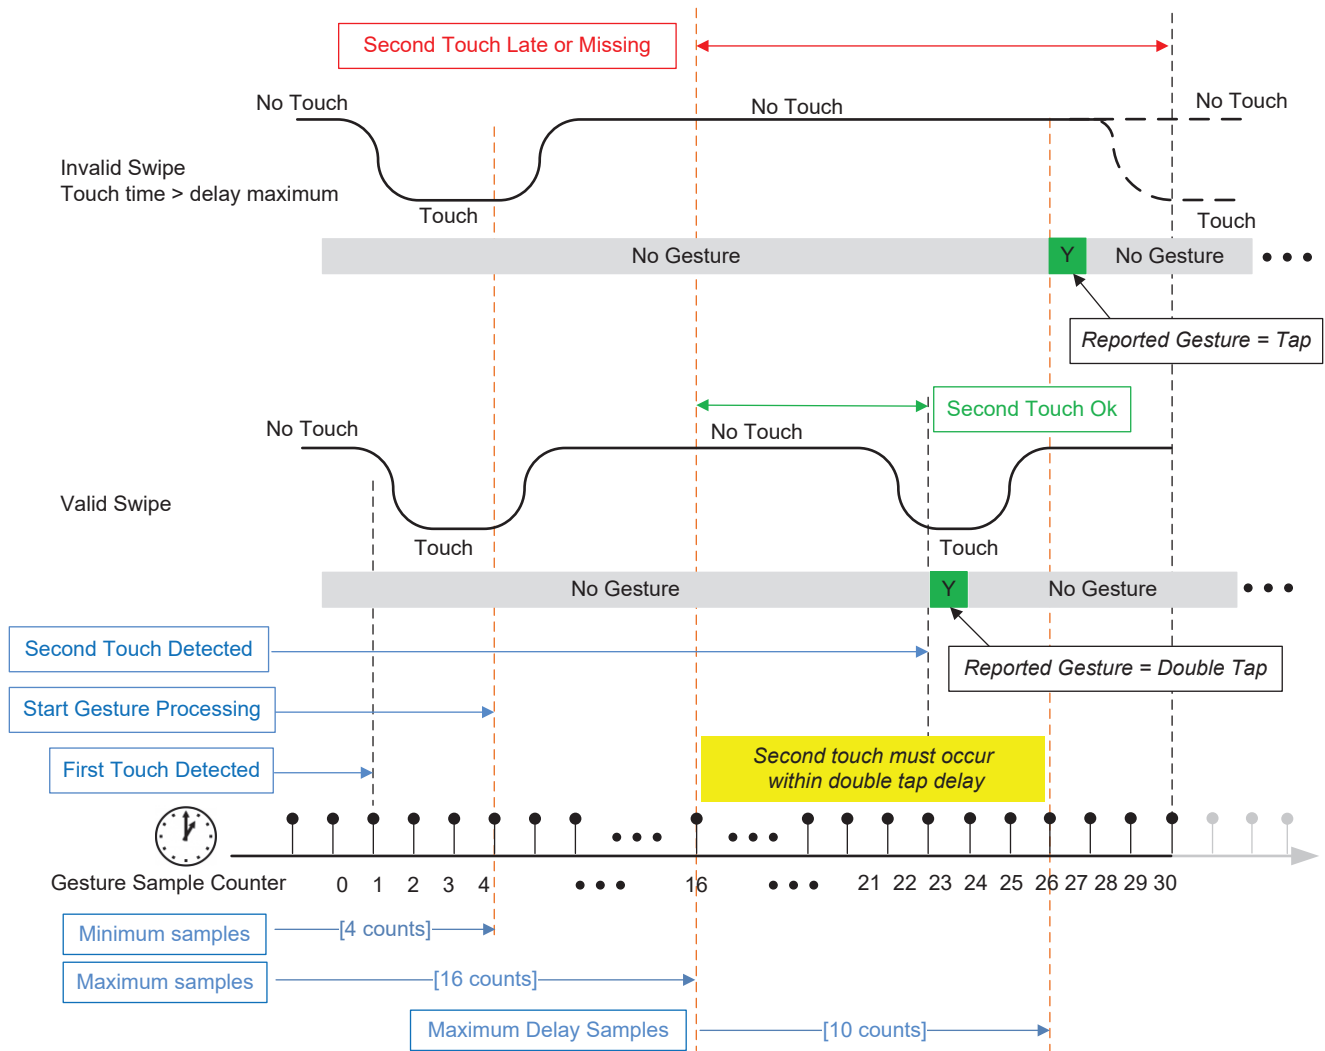 Second Touch Late or Missing
No Touch
No Touch
No Touch
Invalid Swipe
Touch time > delay maximum
Touch
Touch
No Gesture
Y
No Gesture
Reported Gesture = Tap
Second Touch Ok
No Touch
No Touch
Valid Swipe
Touch
Touch
No Gesture
Y
No Gesture
Second Touch Detected
Reported Gesture = Double Tap
Start Gesture Processing
First Touch Detected
Second touch must occur
within double tap delay
Gesture Sample Counter
0 1 2 3 4 ••• 16 ••• 21 22 23 24 25 26 27 28 29 30
Minimum samples
[4 counts]
Maximum samples
[16 counts]
Maximum Delay Samples
[10 counts]